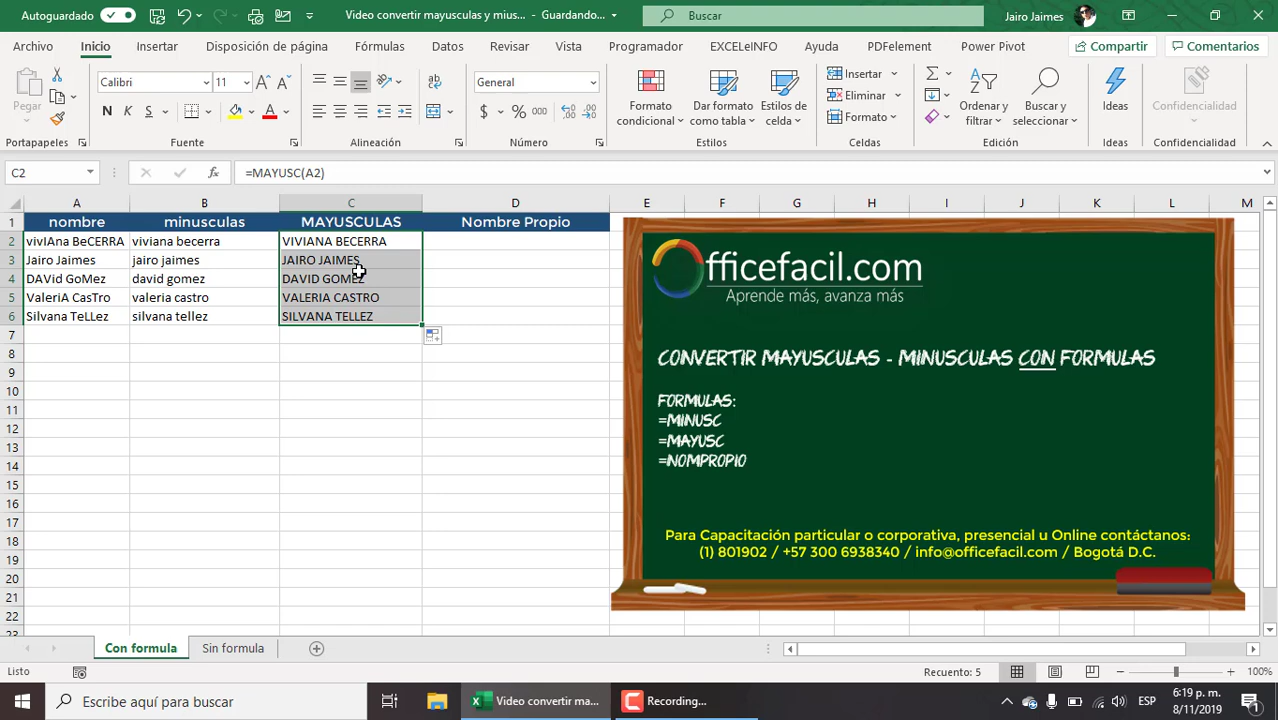 Autoguardado Video convertir mayusculas y mius... - Guardando... Buscar Jairo Jaimes
Archivo Inicio Insertar Disposición de página Fórmulas Datos Revisar Vista Programador EXCELeINFO Ayuda PDFelement Power Pivot Compartir Comentarios
Calibri 11 General Insertar
Eliminar
Formato
Pegar N K S $ % 000 Formato condicional Dar formato como tabla Estilos de celda Ordenar y filtrar Buscar y seleccionar Ideas Confidencialidad
Portapapeles Fuente Alineación Número Estilos Celdas Edición Ideas Confidencialidad
C2 fx =MAYUSC(A2)
A B C D E F G H I J K L M
1 nombre minusculas MAYUSCULAS Nombre Propio
2 vivIAna BeCERRA viviana becerra VIVIANA BECERRA
3 Jairo Jaimes jairo jaimes JAIRO JAIMES
4 DAVid GoMez david gomez DAVID GOMEZ
5 ValeriA CasTro valeria castro VALERIA CASTRO
6 Silvana TeLLez silvana tellez SILVANA TELLEZ
7
8
9
10
11
12
13
14
15
16
17
18
19
20
21
22
23
fficefacil.com
Aprende más, avanza más
CONVERTIR MAYUSCULAS - MINUSCULAS CON FORMULAS
FORMULAS:
=MINUSC
=MAYUSC
=NOMPROPIO
Para Capacitación particular o corporativa, presencial u Online contáctanos:
(1) 801902 / +57 300 6938340 / info@officefacil.com / Bogotá D.C.
Con formula Sin formula
Listo Recuento: 5 100%
Escribe aquí para buscar Video convertir ma... Recording... ESP 6:19 p. m.
8/11/2019 1